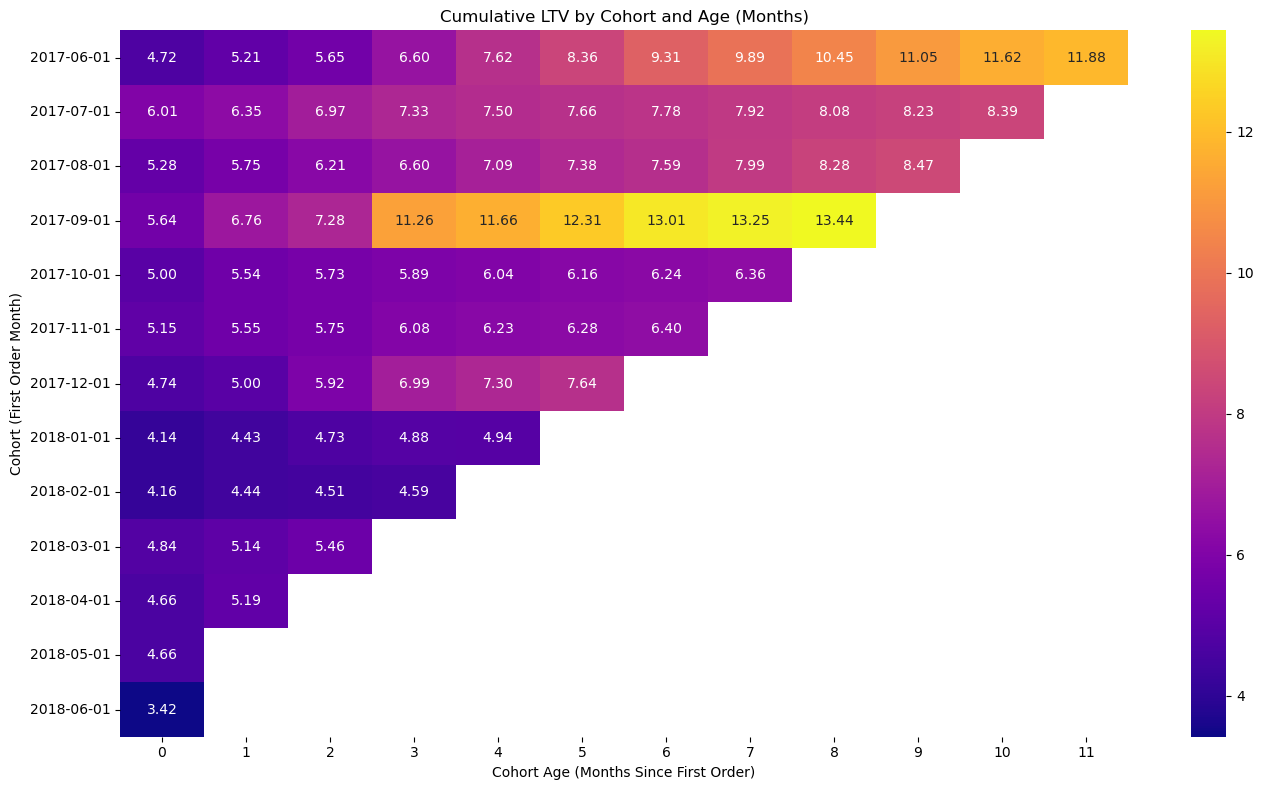 Cumulative LTV by Cohort and Age (Months)
Cohort (First Order Month)
2017-06-01 4.72 5.21 5.65 6.60 7.62 8.36 9.31 9.89 10.45 11.05 11.62 11.88
2017-07-01 6.01 6.35 6.97 7.33 7.50 7.66 7.78 7.92 8.08 8.23 8.39
2017-08-01 5.28 5.75 6.21 6.60 7.09 7.38 7.59 7.99 8.28 8.47
2017-09-01 5.64 6.76 7.28 11.26 11.66 12.31 13.01 13.25 13.44
2017-10-01 5.00 5.54 5.73 5.89 6.04 6.16 6.24 6.36
2017-11-01 5.15 5.55 5.75 6.08 6.23 6.28 6.40
2017-12-01 4.74 5.00 5.92 6.99 7.30 7.64
2018-01-01 4.14 4.43 4.73 4.88 4.94
2018-02-01 4.16 4.44 4.51 4.59
2018-03-01 4.84 5.14 5.46
2018-04-01 4.66 5.19
2018-05-01 4.66
2018-06-01 3.42
0 1 2 3 4 5 6 7 8 9 10 11
Cohort Age (Months Since First Order)
12
10
8
6
4